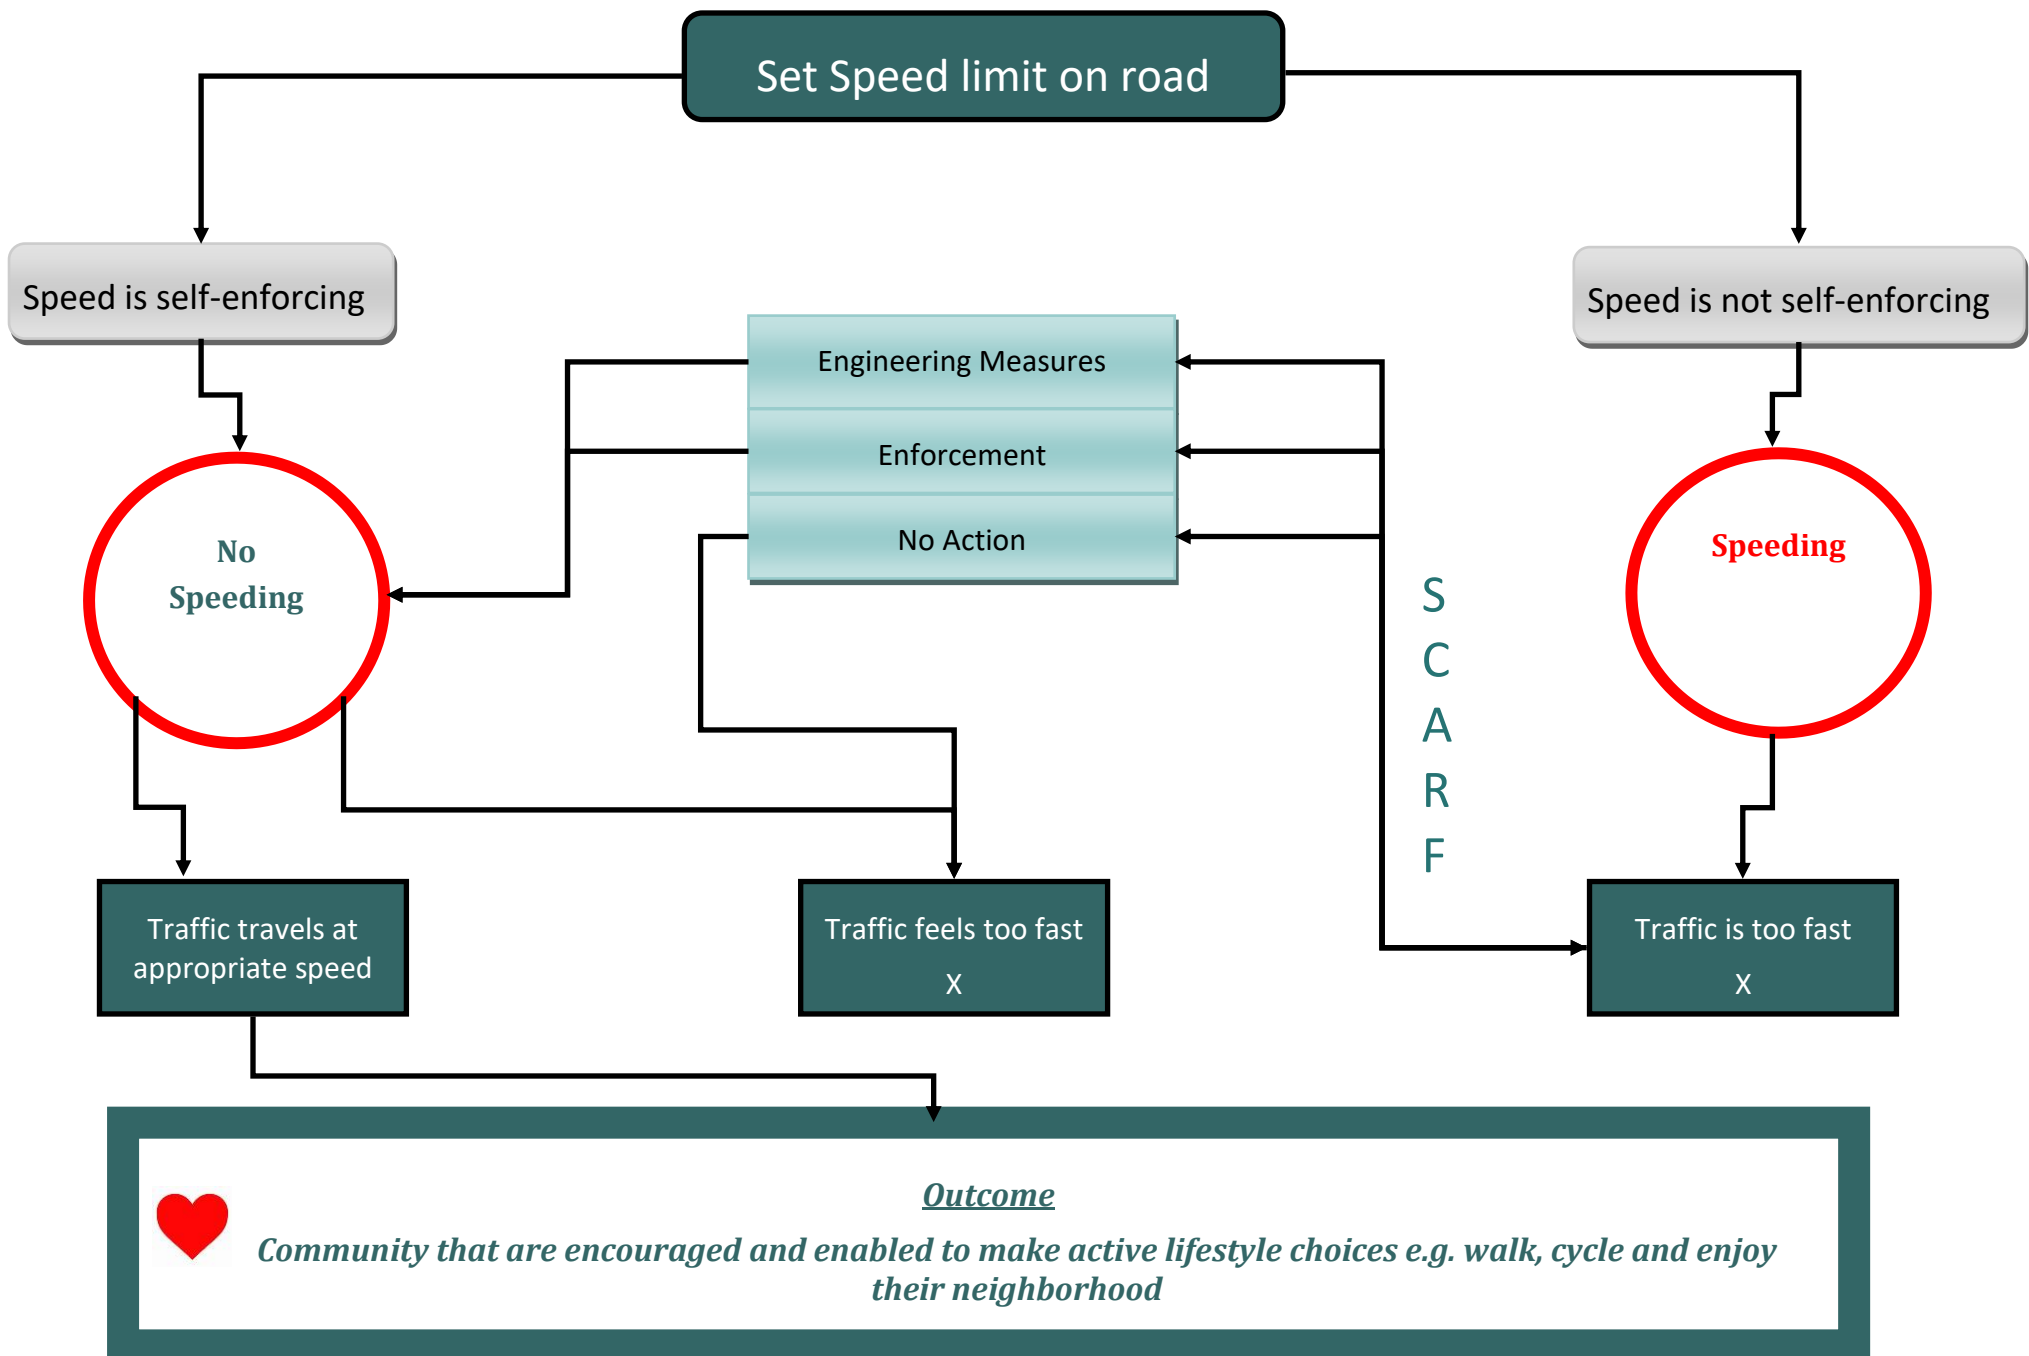 Set Speed limit on road
Speed is self-enforcing
Speed is not self-enforcing
Engineering Measures
Enforcement
No Action
No
Speeding
Speeding
S
C
A
R
F
Traffic travels at
appropriate speed
Traffic feels too fast
X
Traffic is too fast
X
Outcome
Community that are encouraged and enabled to make active lifestyle choices e.g. walk, cycle and enjoy
their neighborhood